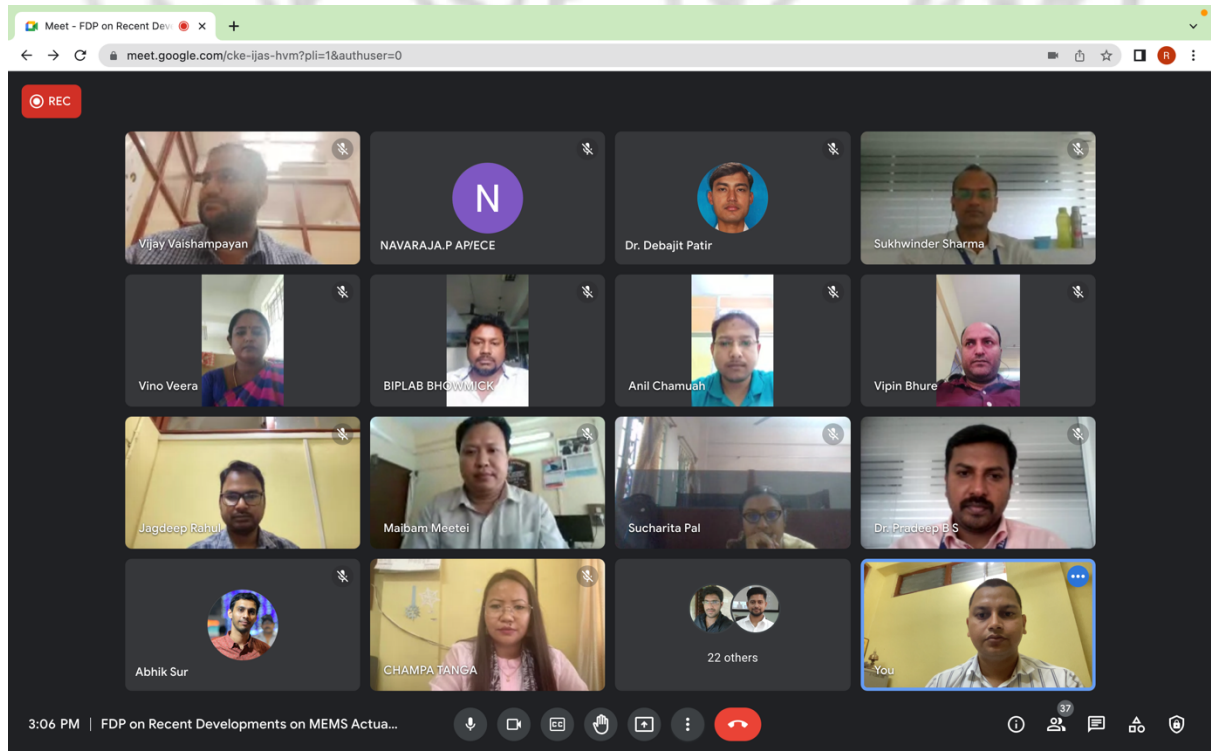 Meet - FDP on Recent Dev
meet.google.com/cke-ijas-hvm?pli=1&authuser=0
R
REC
Vijay Vaishampayan
N
NAVARAJA.P AP/ECE
Dr. Debajit Patir
Sukhwinder Sharma
Vino Veera
BIPLAB BHOWMICK
Anil Chamuah
Vipin Bhure
Jagdeep Rahul
Maibam Meetei
Sucharita Pal
Dr. Pradeep B S
Abhik Sur
CHAMPA TANGA
22 others
You
3:06 PM | FDP on Recent Developments on MEMS Actua...
CC
37